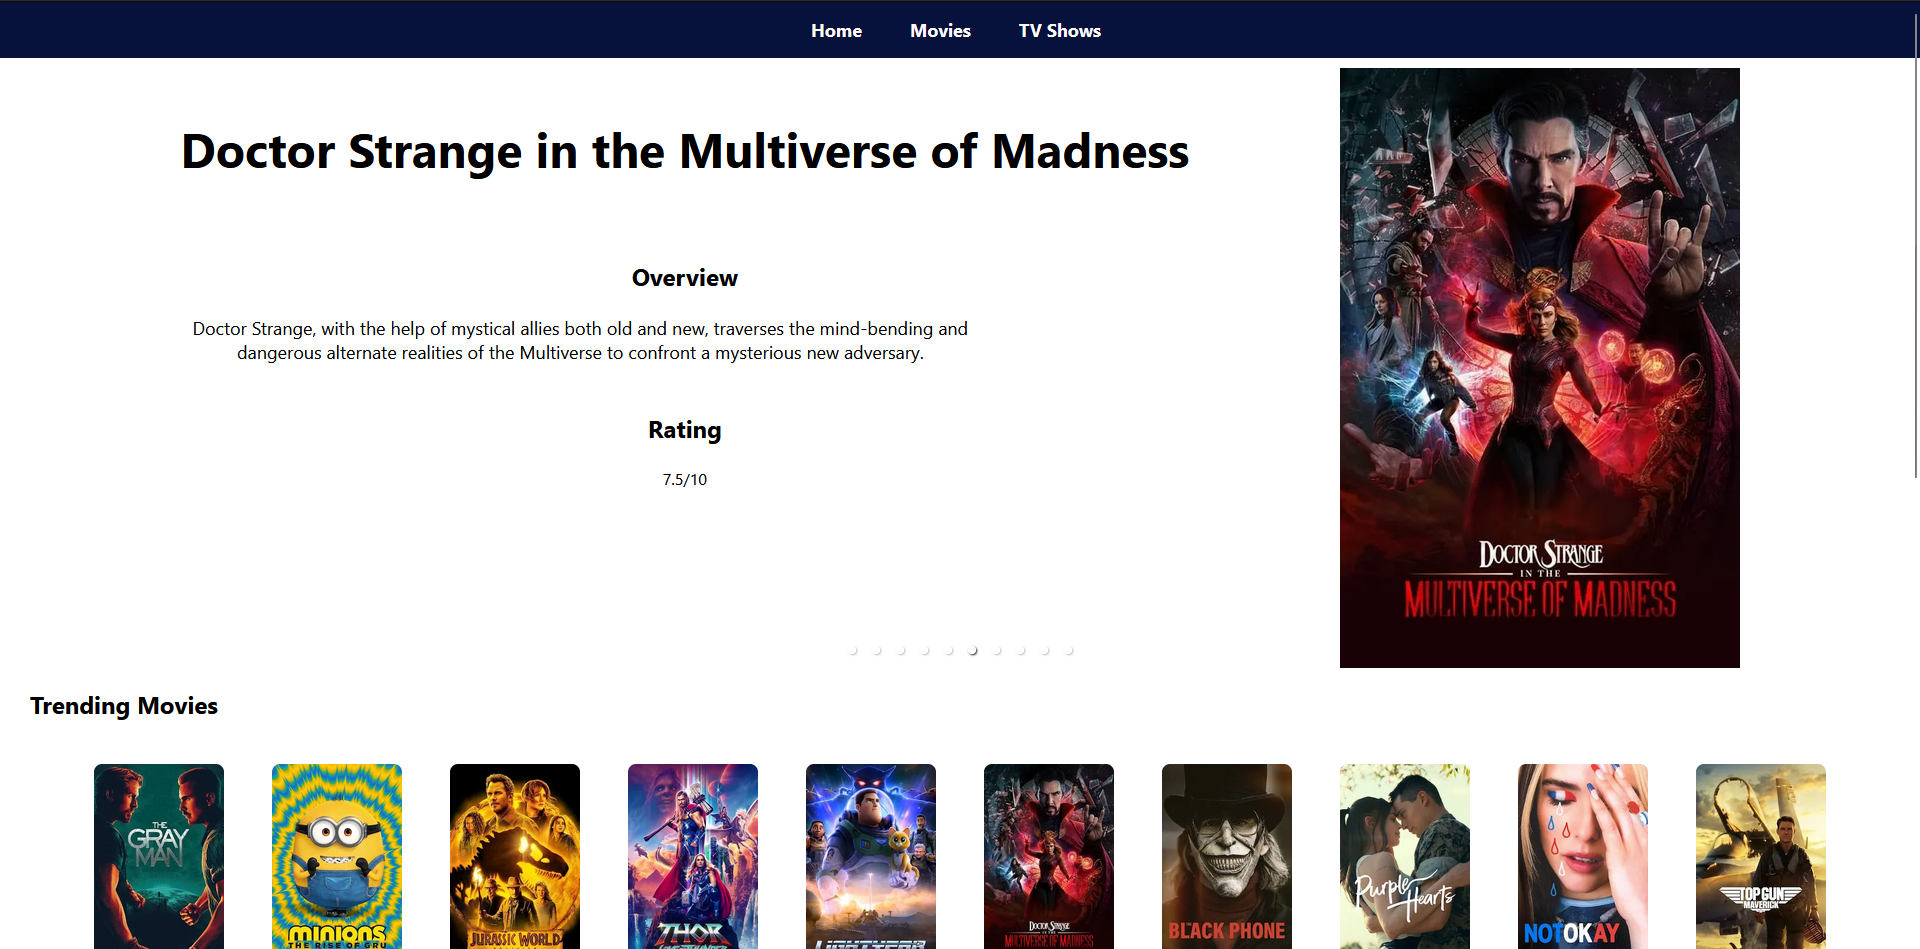 Home Movies TV Shows
Doctor Strange in the Multiverse of Madness
Overview
Doctor Strange, with the help of mystical allies both old and new, traverses the mind-bending and
dangerous alternate realities of the Multiverse to confront a mysterious new adversary.
Rating
7.5/10
DOCTOR STRANGE
IN THE
MULTIVERSE OF MADNESS
Trending Movies
THE
GRAY
MAN
minions
THE RISE OF GRU
JURASSIC WORLD
THOR
LIGHTYEAR
DOCTOR STRANGE
IN THE
MULTIVERSE OF MADNESS
BLACK PHONE
Purple Hearts
NOT OKAY
TOP GUN
MAVERICK